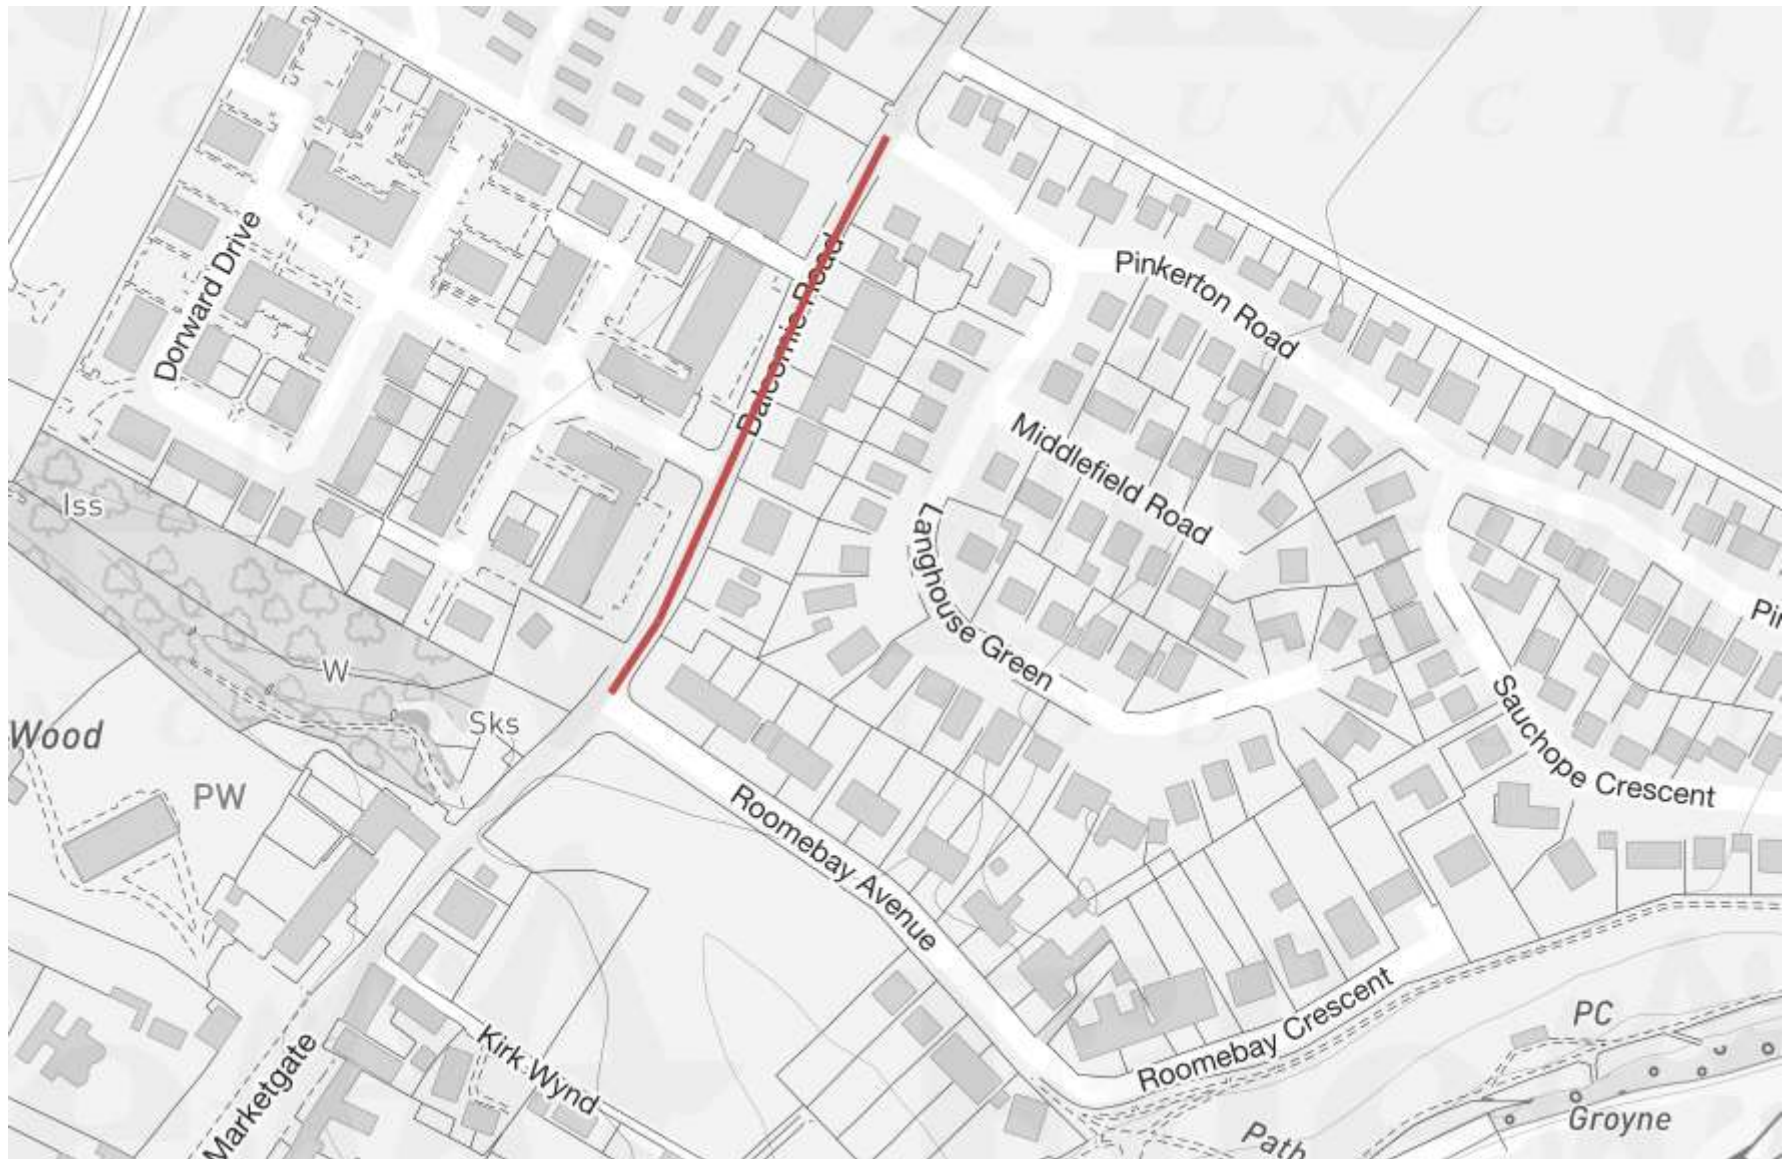 N C
C O U N C I L
Dorward Drive
Balcomie Road
Pinkerton Road
Middlefield Road
Iss
Langhouse Green
Pin
W
Sks
Wood
PW
Sauchope Crescent
Roomebay Avenue
Roomebay Crescent
PC
Kirk Wynd
Marketgate
Groyne
Path